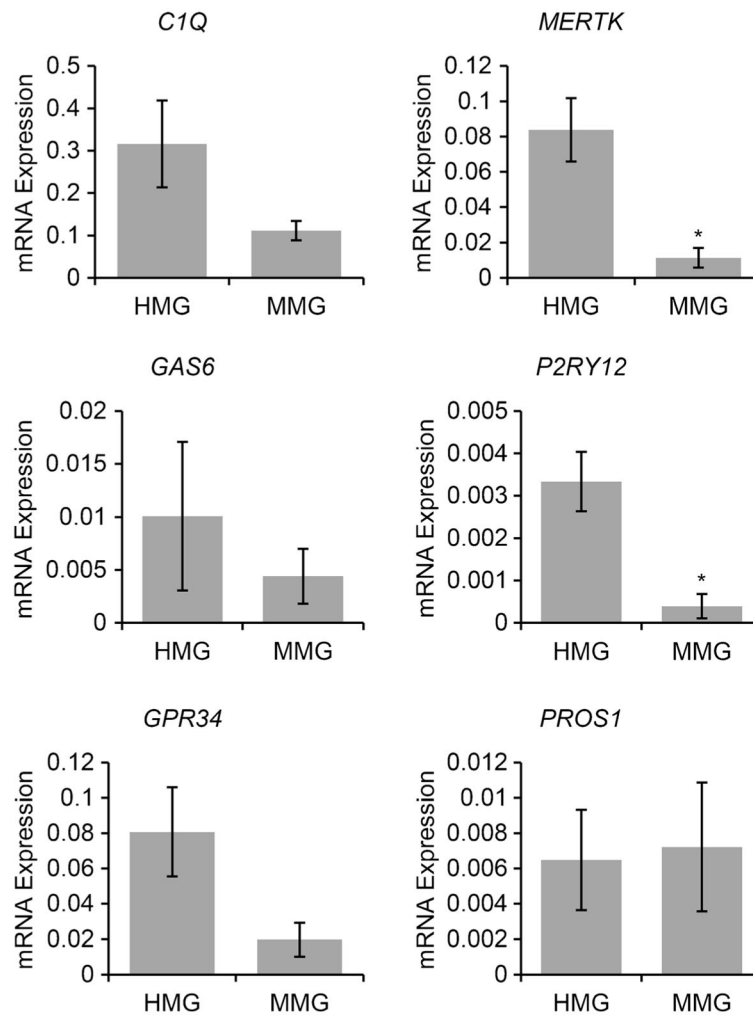 C1Q
mRNA Expression
0.5
0.4
0.3
0.2
0.1
0
HMG MMG
MERTK
mRNA Expression
0.12
0.1
0.08
0.06
0.04
0.02
0
*
HMG MMG
GAS6
mRNA Expression
0.02
0.015
0.01
0.005
0
HMG MMG
P2RY12
mRNA Expression
0.005
0.004
0.003
0.002
0.001
0
*
HMG MMG
GPR34
mRNA Expression
0.12
0.1
0.08
0.06
0.04
0.02
0
HMG MMG
PROS1
mRNA Expression
0.012
0.01
0.008
0.006
0.004
0.002
0
HMG MMG